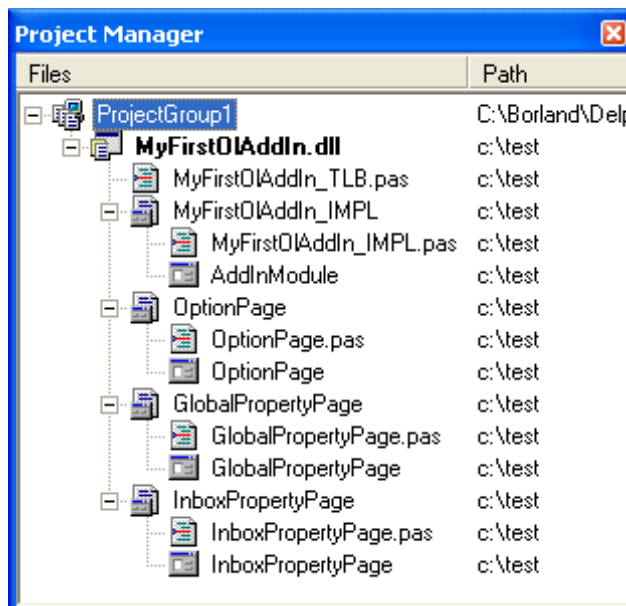 Project Manager
Files Path
ProjectGroup1 C:\Borland\Delp
MyFirstOlAddIn.dll c:\test
MyFirstOlAddIn_TLB.pas c:\test
MyFirstOlAddIn_IMPL c:\test
MyFirstOlAddIn_IMPL.pas c:\test
AddInModule c:\test
OptionPage c:\test
OptionPage.pas c:\test
OptionPage c:\test
GlobalPropertyPage c:\test
GlobalPropertyPage.pas c:\test
GlobalPropertyPage c:\test
InboxPropertyPage c:\test
InboxPropertyPage.pas c:\test
InboxPropertyPage c:\test